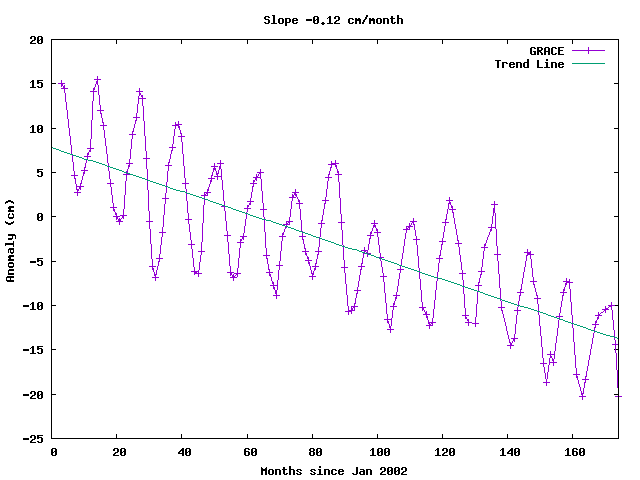 Slope -0.12 cm/month
GRACE
Trend Line
20
15
10
5
0
-5
-10
-15
-20
-25
Anomaly (cm)
0 20 40 60 80 100 120 140 160
Months since Jan 2002